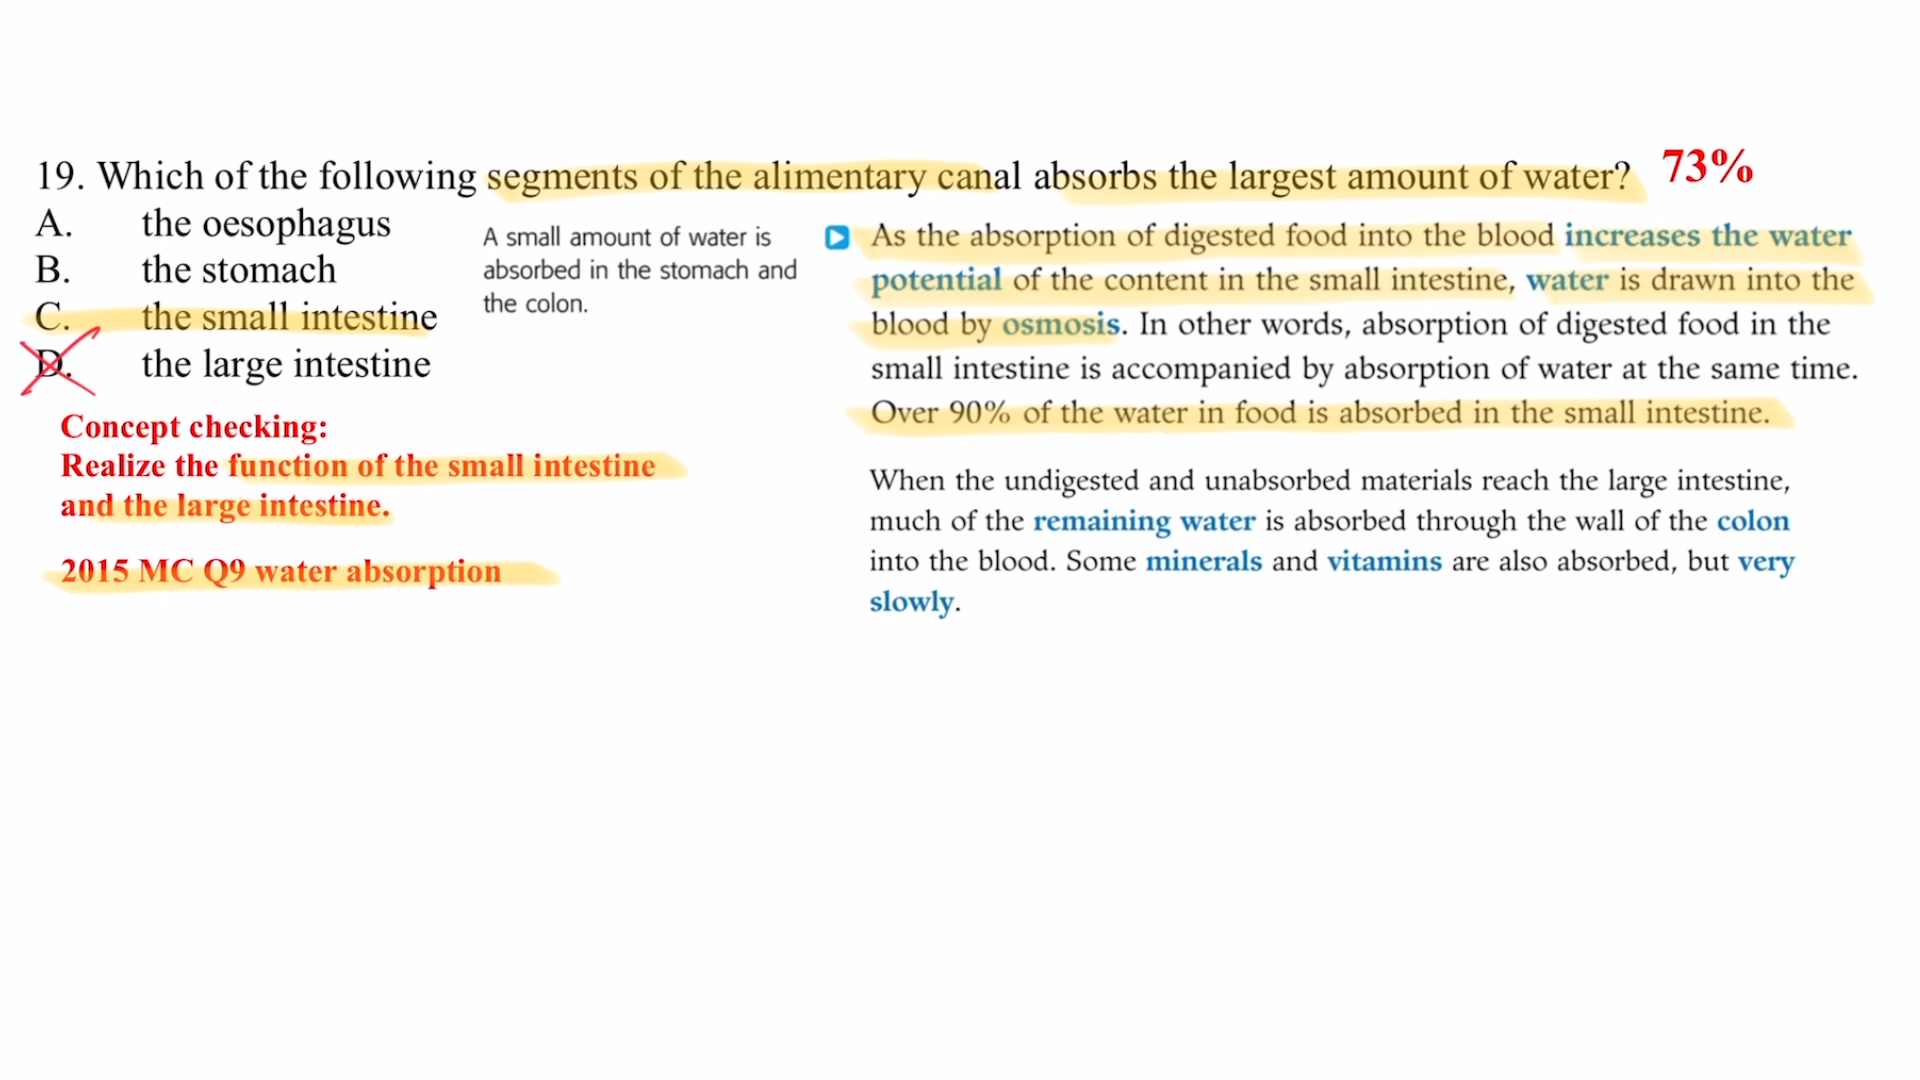 19. Which of the following segments of the alimentary canal absorbs the largest amount of water? 73%
A. the oesophagus
B. the stomach
C. the small intestine
D. the large intestine
A small amount of water is
absorbed in the stomach and
the colon.
Concept checking:
Realize the function of the small intestine
and the large intestine.
2015 MC Q9 water absorption
As the absorption of digested food into the blood increases the water
potential of the content in the small intestine, water is drawn into the
blood by osmosis. In other words, absorption of digested food in the
small intestine is accompanied by absorption of water at the same time.
Over 90% of the water in food is absorbed in the small intestine.
When the undigested and unabsorbed materials reach the large intestine,
much of the remaining water is absorbed through the wall of the colon
into the blood. Some minerals and vitamins are also absorbed, but very
slowly.